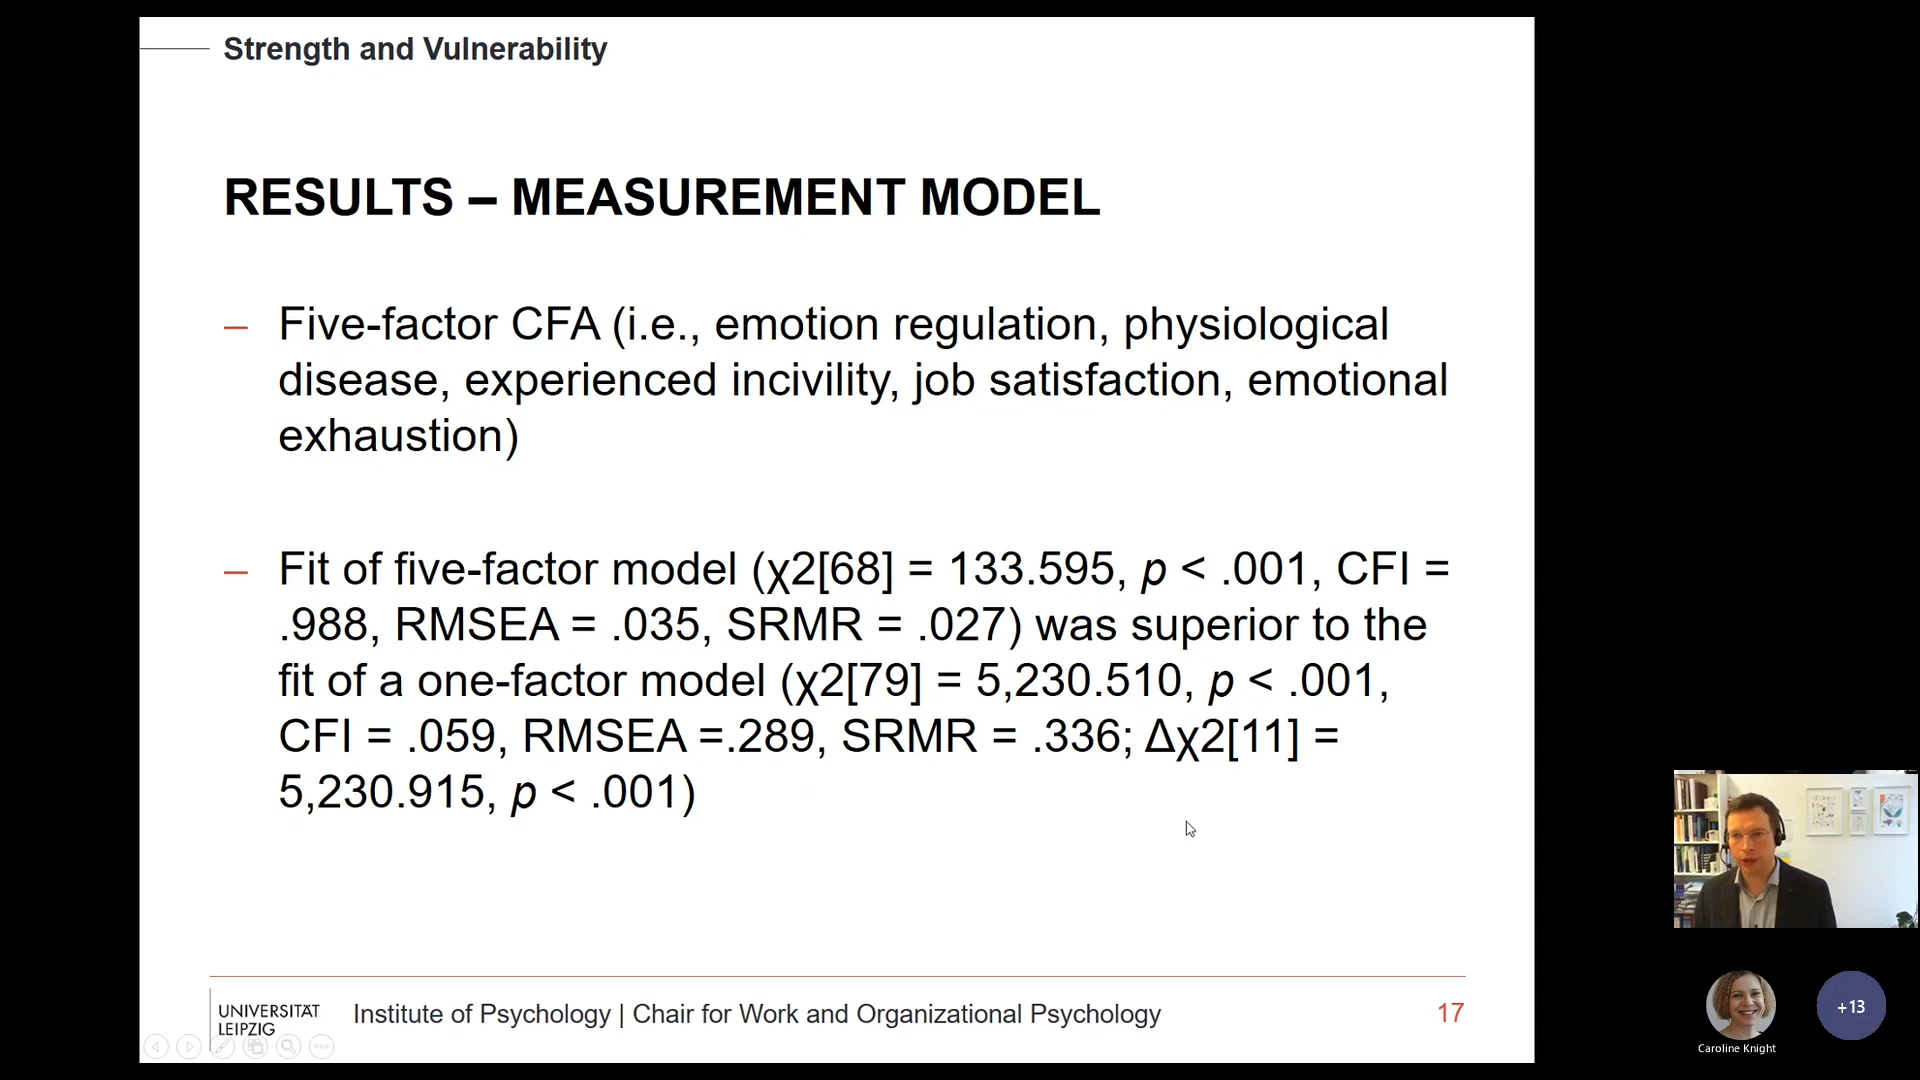 Strength and Vulnerability
RESULTS – MEASUREMENT MODEL
– Five-factor CFA (i.e., emotion regulation, physiological
disease, experienced incivility, job satisfaction, emotional
exhaustion)
– Fit of five-factor model (χ2[68] = 133.595, p < .001, CFI =
.988, RMSEA = .035, SRMR = .027) was superior to the
fit of a one-factor model (χ2[79] = 5,230.510, p < .001,
CFI = .059, RMSEA =.289, SRMR = .336; Δχ2[11] =
5,230.915, p < .001)
UNIVERSITÄT
LEIPZIG
Institute of Psychology | Chair for Work and Organizational Psychology
17
+13
Caroline Knight